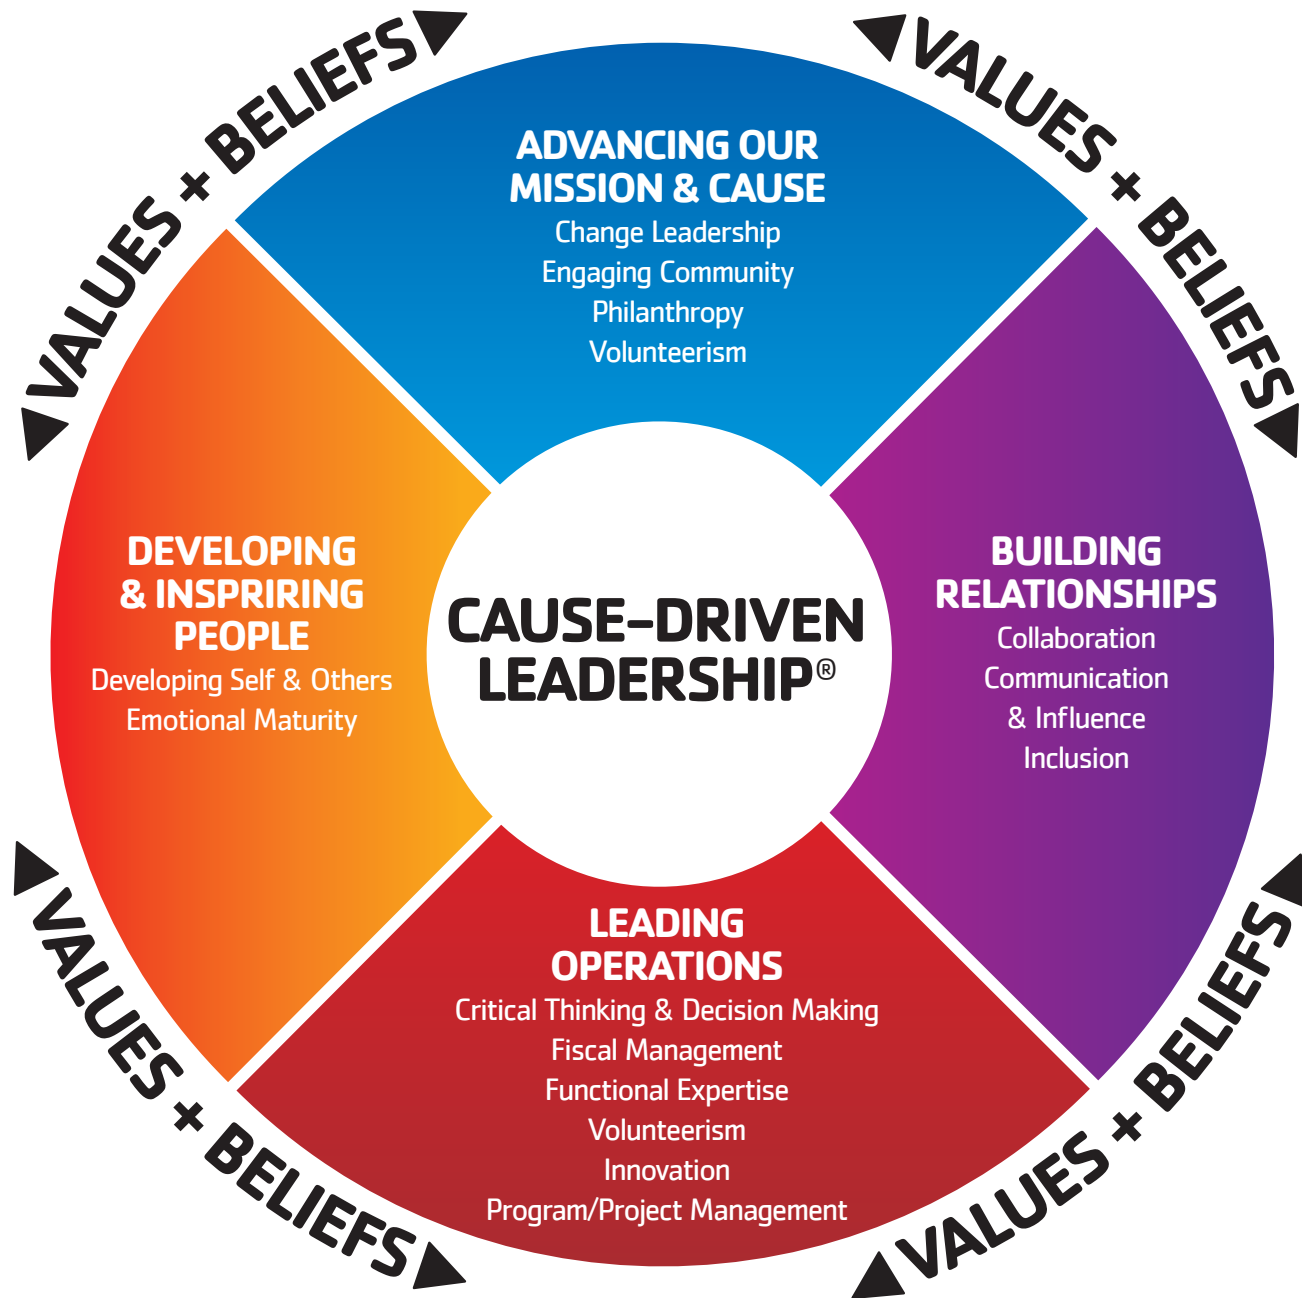 VALUES + BELIEFS
VALUES + BELIEFS
ADVANCING OUR
MISSION & CAUSE
Change Leadership
Engaging Community
Philanthropy
Volunteerism
DEVELOPING
& INSPRIRING
PEOPLE
Developing Self & Others
Emotional Maturity
CAUSE–DRIVEN
LEADERSHIP®
BUILDING
RELATIONSHIPS
Collaboration
Communication
& Influence
Inclusion
LEADING
OPERATIONS
Critical Thinking & Decision Making
Fiscal Management
Functional Expertise
Volunteerism
Innovation
Program/Project Management
VALUES + BELIEFS
VALUES + BELIEFS